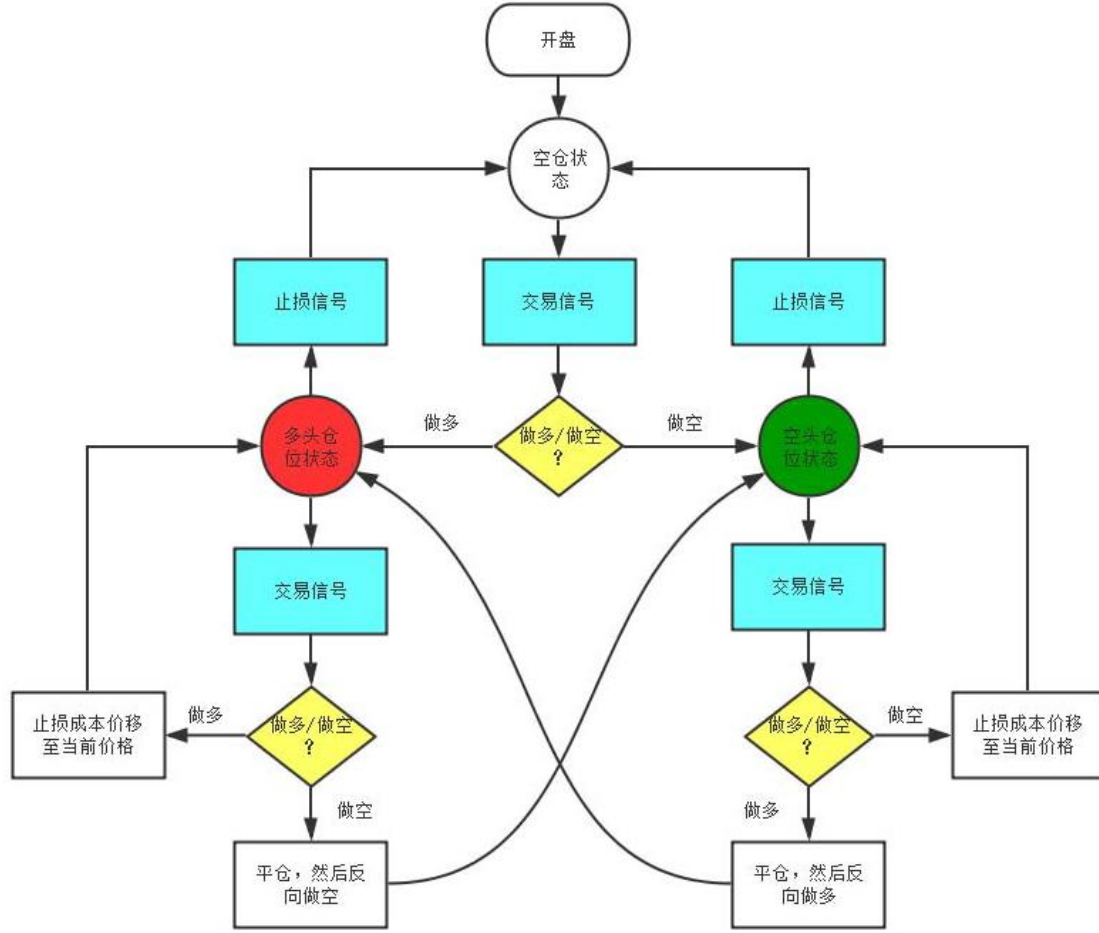 开盘
空仓状
态
止损信号
交易信号
止损信号
多头仓
位状态
做多
做多/做空
？
做空
空头仓
位状态
交易信号
交易信号
止损成本价移
至当前价格
做多
做多/做空
？
做多/做空
？
做空
止损成本价移
至当前价格
做空
做多
平仓，然后反
向做空
平仓，然后反
向做多